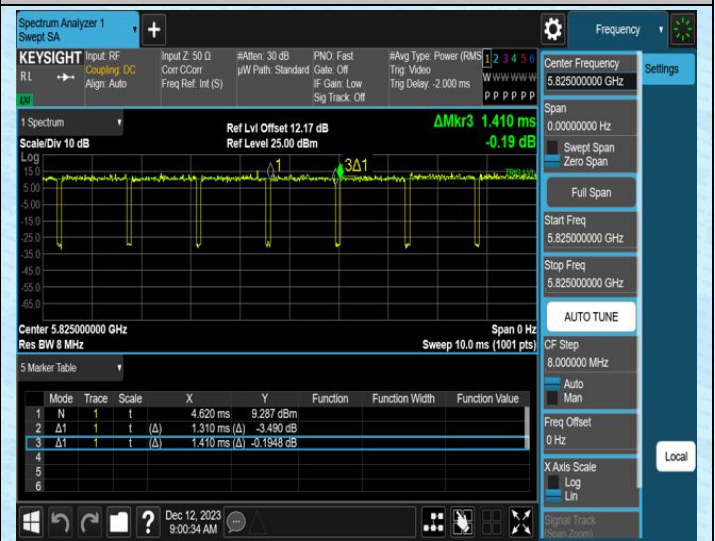 Spectrum Analyzer 1
Swept SA
+
Frequency
KEYSIGHT Input: RF Input Z: 50 Ω #Atten: 30 dB PNO: Fast #Avg Type: Power (RMS 1 2 3 4 5 6
RL Coupling: DC Corr CCorr µW Path: Standard Gate: Off Trig: Video W W W W W W
Align: Auto Freq Ref: Int (S) IF Gain: Low Trig Delay: -2.000 ms P P P P P P
Sig Track: Off
1 Spectrum
Scale/Div 10 dB
Log
Ref Lvl Offset 12.17 dB
Ref Level 25.00 dBm
ΔMkr3 1.410 ms
-0.19 dB
1
3Δ1
TRIG LVL
15.0
5.00
-5.00
-15.0
-25.0
-35.0
-45.0
-55.0
-65.0
Center 5.825000000 GHz
Res BW 8 MHz
Span 0 Hz
Sweep 10.0 ms (1001 pts)
5 Marker Table
Mode Trace Scale X Y Function Function Width Function Value
1 N 1 t 4.620 ms 9.287 dBm
2 Δ1 1 t (Δ) 1.310 ms (Δ) -3.490 dB
3 Δ1 1 t (Δ) 1.410 ms (Δ) -0.1948 dB
4
5
6
?
Dec 12, 2023
9:00:34 AM
Center Frequency
5.825000000 GHz
Span
0.00000000 Hz
Swept Span
Zero Span
Full Span
Start Freq
5.825000000 GHz
Stop Freq
5.825000000 GHz
AUTO TUNE
CF Step
8.000000 MHz
Auto
Man
Freq Offset
0 Hz
X Axis Scale
Log
Lin
Signal Track
(Span Zoom)
Settings
Local